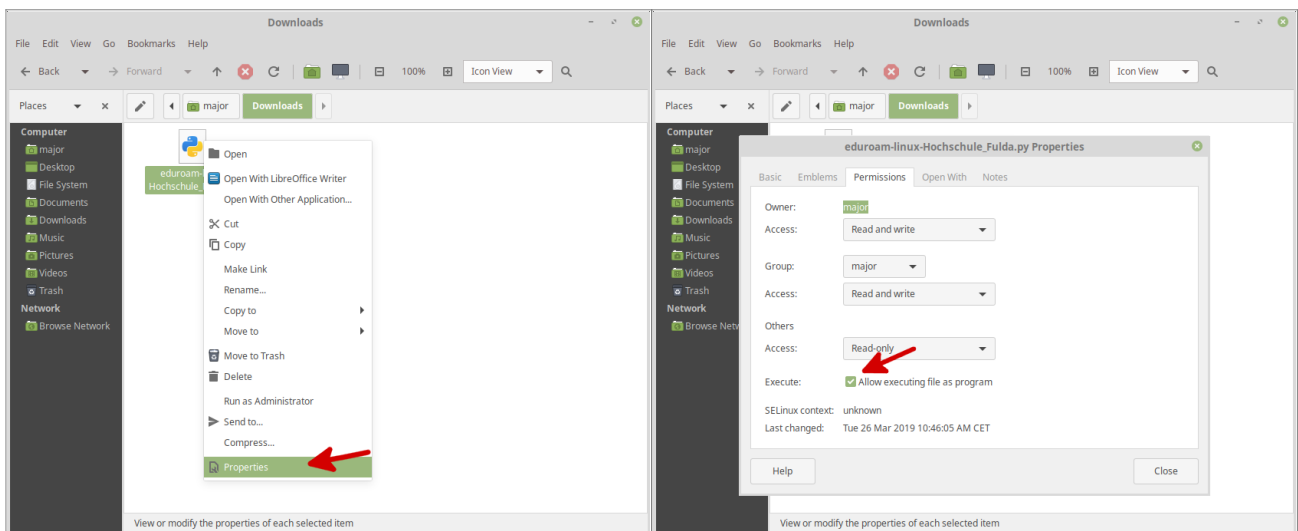 Downloads
File Edit View Go Bookmarks Help
Back Forward 100% Icon View
Places major Downloads
Computer
major
Desktop
File System
Documents
Downloads
Music
Pictures
Videos
Trash
Network
Browse Network
eduroam-
Hochschule_
Open
Open With LibreOffice Writer
Open With Other Application...
Cut
Copy
Make Link
Rename...
Copy to
Move to
Move to Trash
Delete
Run as Administrator
Send to...
Compress...
Properties
View or modify the properties of each selected item
Downloads
File Edit View Go Bookmarks Help
Back Forward 100% Icon View
Places major Downloads
Computer
major
Desktop
File System
Documents
Downloads
Music
Pictures
Videos
Trash
Network
Browse Netw
eduroam-linux-Hochschule_Fulda.py Properties
Basic Emblems Permissions Open With Notes
Owner: major
Access: Read and write
Group: major
Access: Read and write
Others
Access: Read-only
Execute: Allow executing file as program
SELinux context: unknown
Last changed: Tue 26 Mar 2019 10:46:05 AM CET
Help Close
View or modify the properties of each selected item